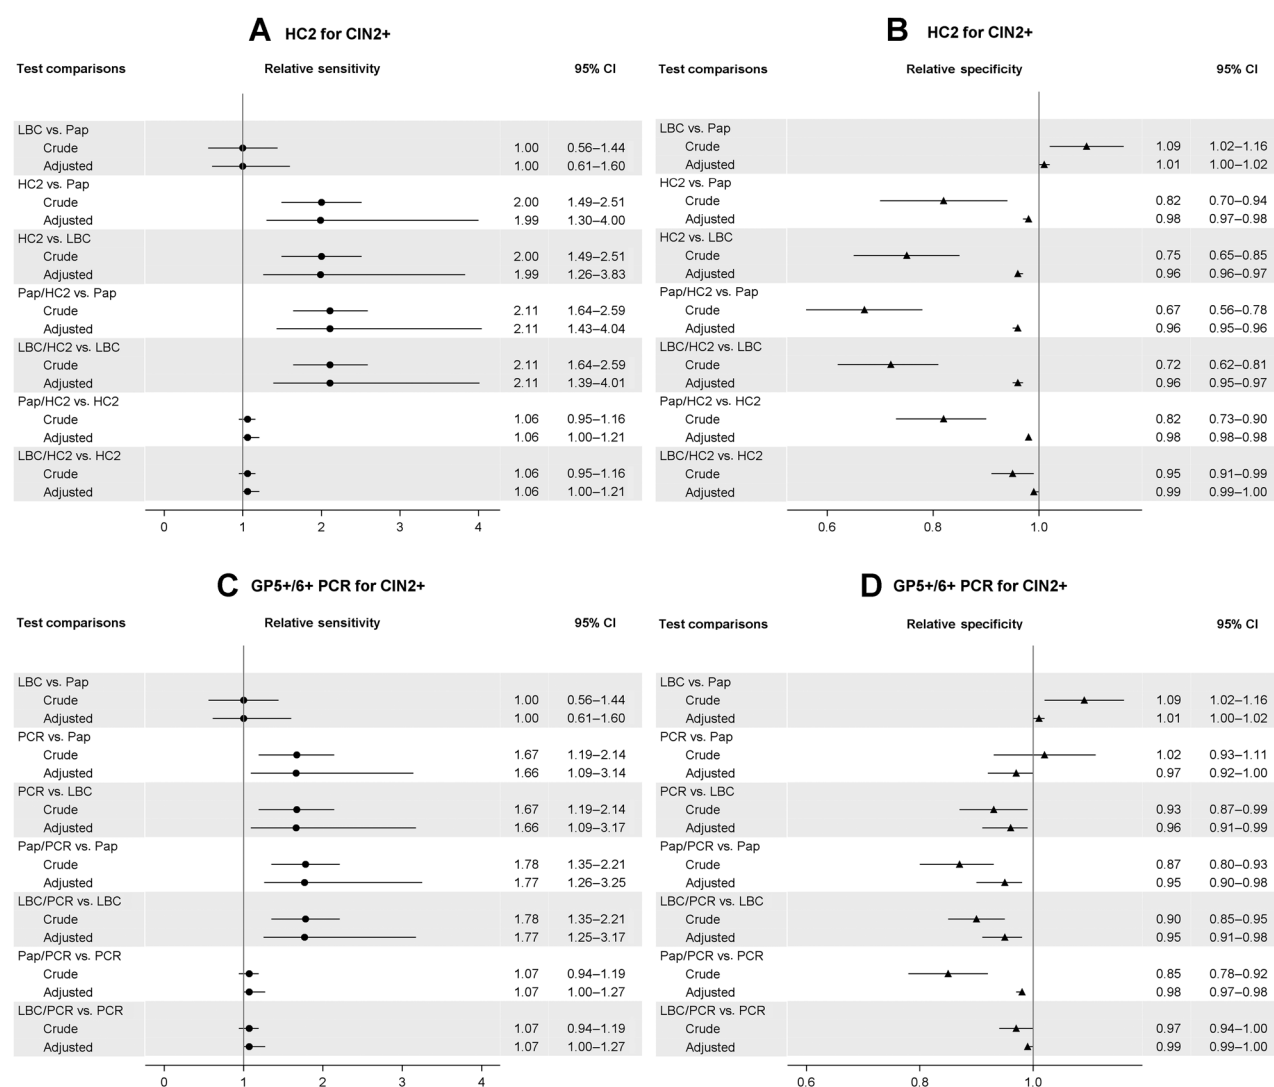 A HC2 for CIN2+
Test comparisons Relative sensitivity 95% CI
LBC vs. Pap
Crude 1.00 0.56–1.44
Adjusted 1.00 0.61–1.60
HC2 vs. Pap
Crude 2.00 1.49–2.51
Adjusted 1.99 1.30–4.00
HC2 vs. LBC
Crude 2.00 1.49–2.51
Adjusted 1.99 1.26–3.83
Pap/HC2 vs. Pap
Crude 2.11 1.64–2.59
Adjusted 2.11 1.43–4.04
LBC/HC2 vs. LBC
Crude 2.11 1.64–2.59
Adjusted 2.11 1.39–4.01
Pap/HC2 vs. HC2
Crude 1.06 0.95–1.16
Adjusted 1.06 1.00–1.21
LBC/HC2 vs. HC2
Crude 1.06 0.95–1.16
Adjusted 1.06 1.00–1.21
0 1 2 3 4
B HC2 for CIN2+
Test comparisons Relative specificity 95% CI
LBC vs. Pap
Crude 1.09 1.02–1.16
Adjusted 1.01 1.00–1.02
HC2 vs. Pap
Crude 0.82 0.70–0.94
Adjusted 0.98 0.97–0.98
HC2 vs. LBC
Crude 0.75 0.65–0.85
Adjusted 0.96 0.96–0.97
Pap/HC2 vs. Pap
Crude 0.67 0.56–0.78
Adjusted 0.96 0.95–0.96
LBC/HC2 vs. LBC
Crude 0.72 0.62–0.81
Adjusted 0.96 0.95–0.97
Pap/HC2 vs. HC2
Crude 0.82 0.73–0.90
Adjusted 0.98 0.98–0.98
LBC/HC2 vs. HC2
Crude 0.95 0.91–0.99
Adjusted 0.99 0.99–1.00
0.6 0.8 1.0
C GP5+/6+ PCR for CIN2+
Test comparisons Relative sensitivity 95% CI
LBC vs. Pap
Crude 1.00 0.56–1.44
Adjusted 1.00 0.61–1.60
PCR vs. Pap
Crude 1.67 1.19–2.14
Adjusted 1.66 1.09–3.14
PCR vs. LBC
Crude 1.67 1.19–2.14
Adjusted 1.66 1.09–3.17
Pap/PCR vs. Pap
Crude 1.78 1.35–2.21
Adjusted 1.77 1.26–3.25
LBC/PCR vs. LBC
Crude 1.78 1.35–2.21
Adjusted 1.77 1.25–3.17
Pap/PCR vs. PCR
Crude 1.07 0.94–1.19
Adjusted 1.07 1.00–1.27
LBC/PCR vs. PCR
Crude 1.07 0.94–1.19
Adjusted 1.07 1.00–1.27
0 1 2 3 4
D GP5+/6+ PCR for CIN2+
Test comparisons Relative specificity 95% CI
LBC vs. Pap
Crude 1.09 1.02–1.16
Adjusted 1.01 1.00–1.02
PCR vs. Pap
Crude 1.02 0.93–1.11
Adjusted 0.97 0.92–1.00
PCR vs. LBC
Crude 0.93 0.87–0.99
Adjusted 0.96 0.91–0.99
Pap/PCR vs. Pap
Crude 0.87 0.80–0.93
Adjusted 0.95 0.90–0.98
LBC/PCR vs. LBC
Crude 0.90 0.85–0.95
Adjusted 0.95 0.91–0.98
Pap/PCR vs. PCR
Crude 0.85 0.78–0.92
Adjusted 0.98 0.97–0.98
LBC/PCR vs. PCR
Crude 0.97 0.94–1.00
Adjusted 0.99 0.99–1.00
0.6 0.8 1.0